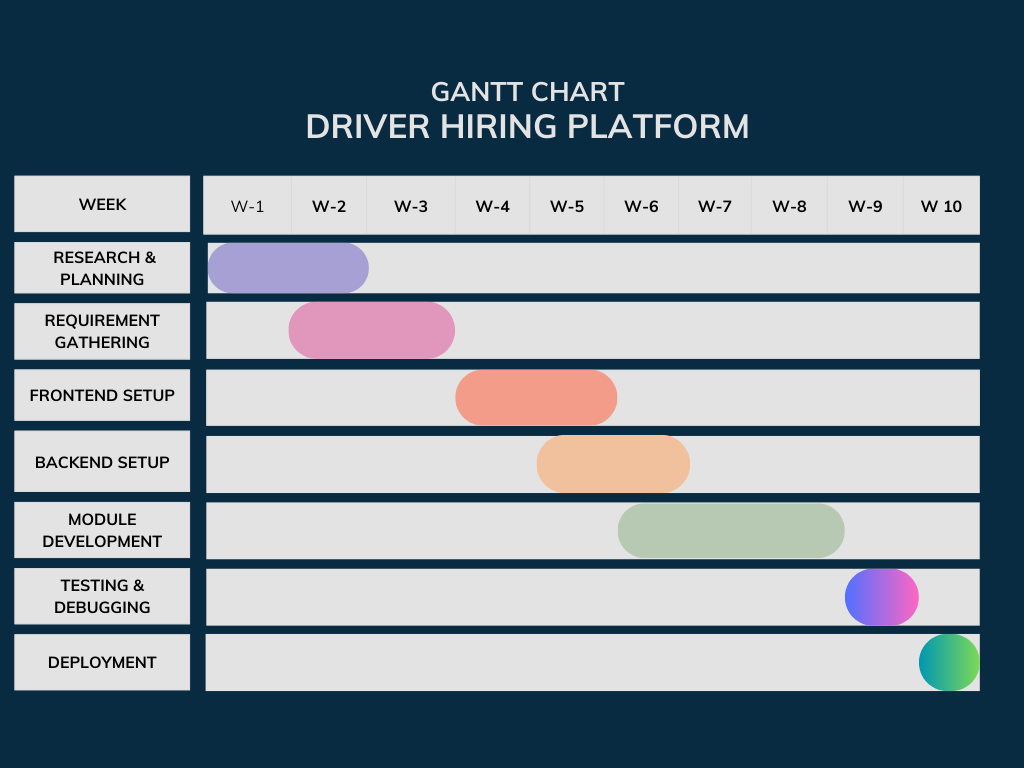 GANTT CHART
DRIVER HIRING PLATFORM
WEEK
W-1 W-2 W-3 W-4 W-5 W-6 W-7 W-8 W-9 W 10
RESEARCH &
PLANNING
REQUIREMENT
GATHERING
FRONTEND SETUP
BACKEND SETUP
MODULE
DEVELOPMENT
TESTING &
DEBUGGING
DEPLOYMENT